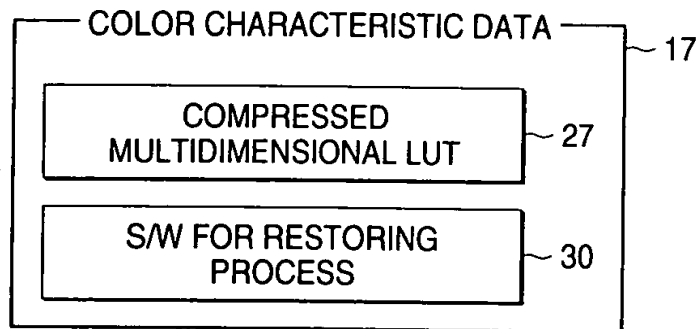 COLOR CHARACTERISTIC DATA
17
COMPRESSED
MULTIDIMENSIONAL LUT
27
S/W FOR RESTORING
PROCESS
30